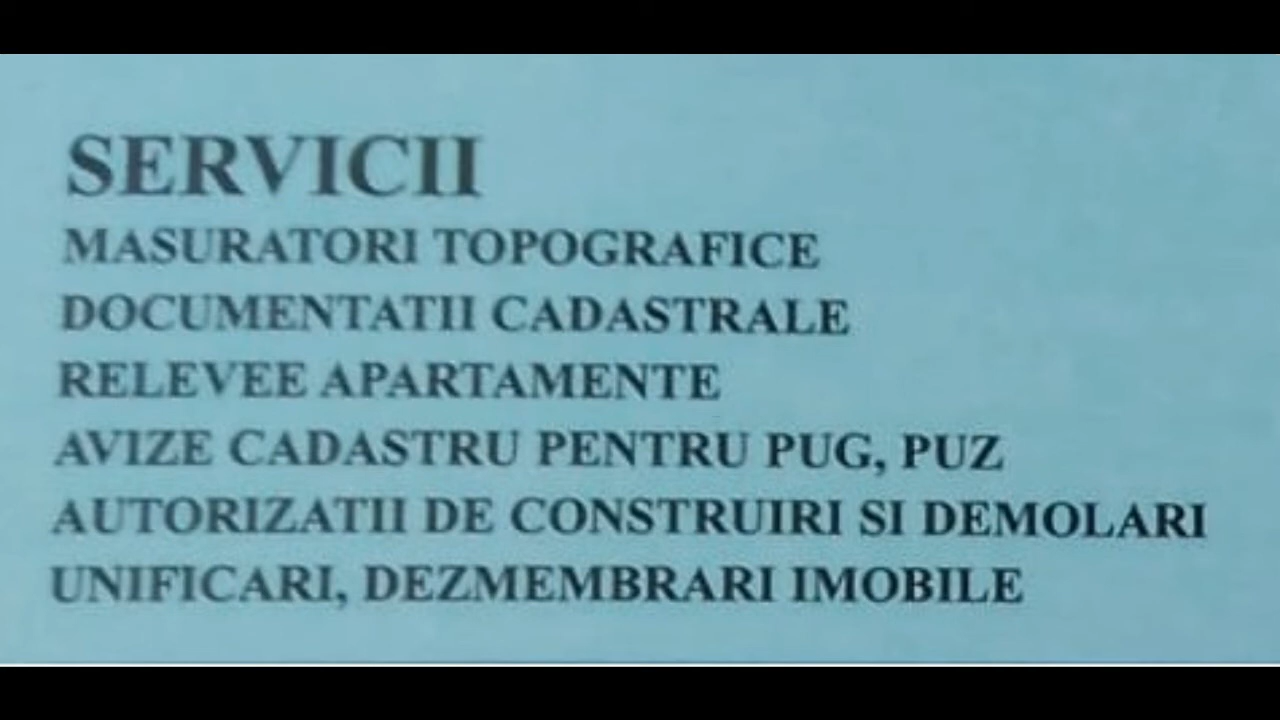 SERVICII
MASURATORI TOPOGRAFICE
DOCUMENTATII CADASTRALE
RELEVEE APARTAMENTE
AVIZE CADASTRU PENTRU PUG, PUZ
AUTORIZATII DE CONSTRUIRI SI DEMOLARI
UNIFICARI, DEZMEMBRARI IMOBILE